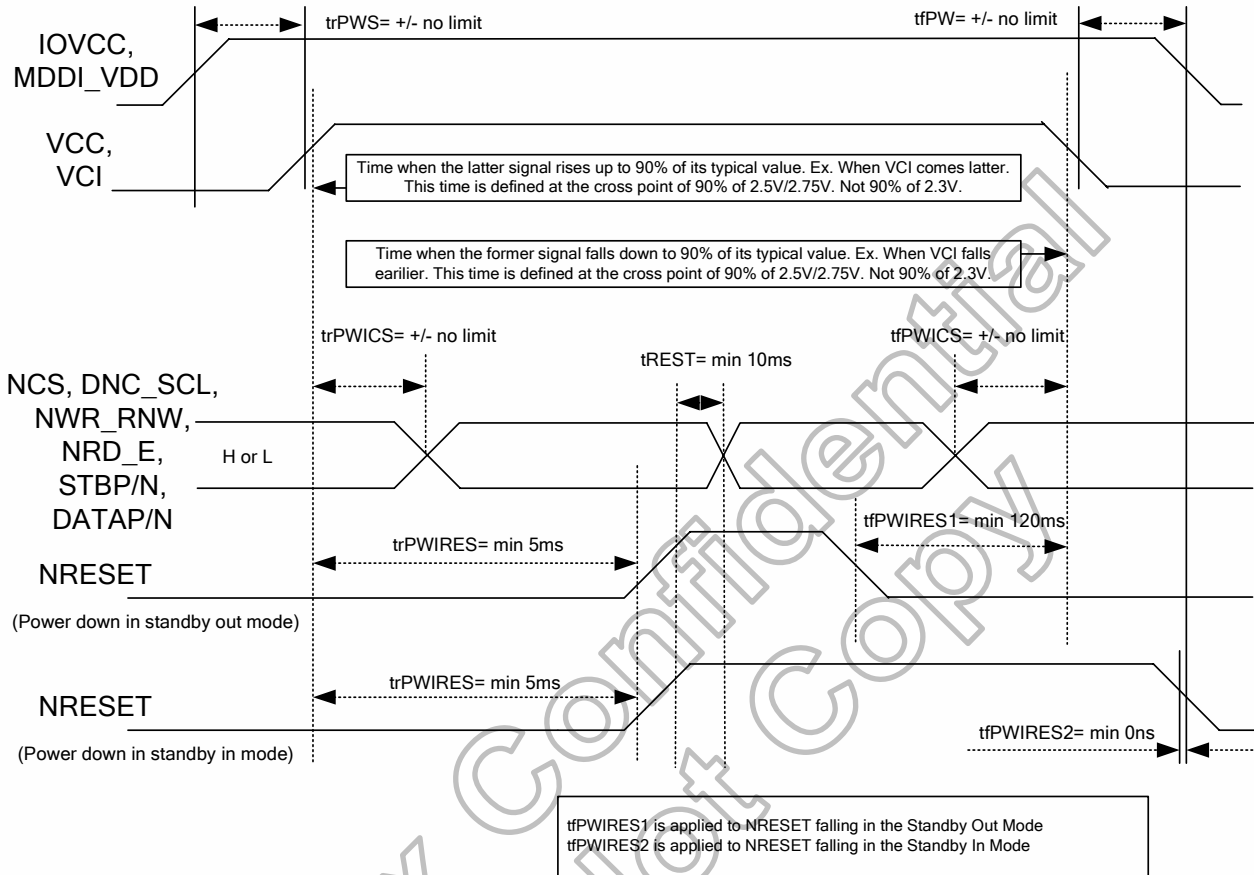 trPWS= +/- no limit
tfPW= +/- no limit
IOVCC,
MDDI_VDD
VCC,
VCI
Time when the latter signal rises up to 90% of its typical value. Ex. When VCI comes latter.
This time is defined at the cross point of 90% of 2.5V/2.75V. Not 90% of 2.3V.
Time when the former signal falls down to 90% of its typical value. Ex. When VCI falls
earilier. This time is defined at the cross point of 90% of 2.5V/2.75V. Not 90% of 2.3V.
trPWICS= +/- no limit
tfPWICS= +/- no limit
tREST= min 10ms
NCS, DNC_SCL,
NWR_RNW,
NRD_E,
STBP/N,
DATAP/N
H or L
tfPWIRES1= min 120ms
trPWIRES= min 5ms
NRESET
(Power down in standby out mode)
trPWIRES= min 5ms
NRESET
(Power down in standby in mode)
tfPWIRES2= min 0ns
tfPWIRES1 is applied to NRESET falling in the Standby Out Mode
tfPWIRES2 is applied to NRESET falling in the Standby In Mode
Confidential
Copy